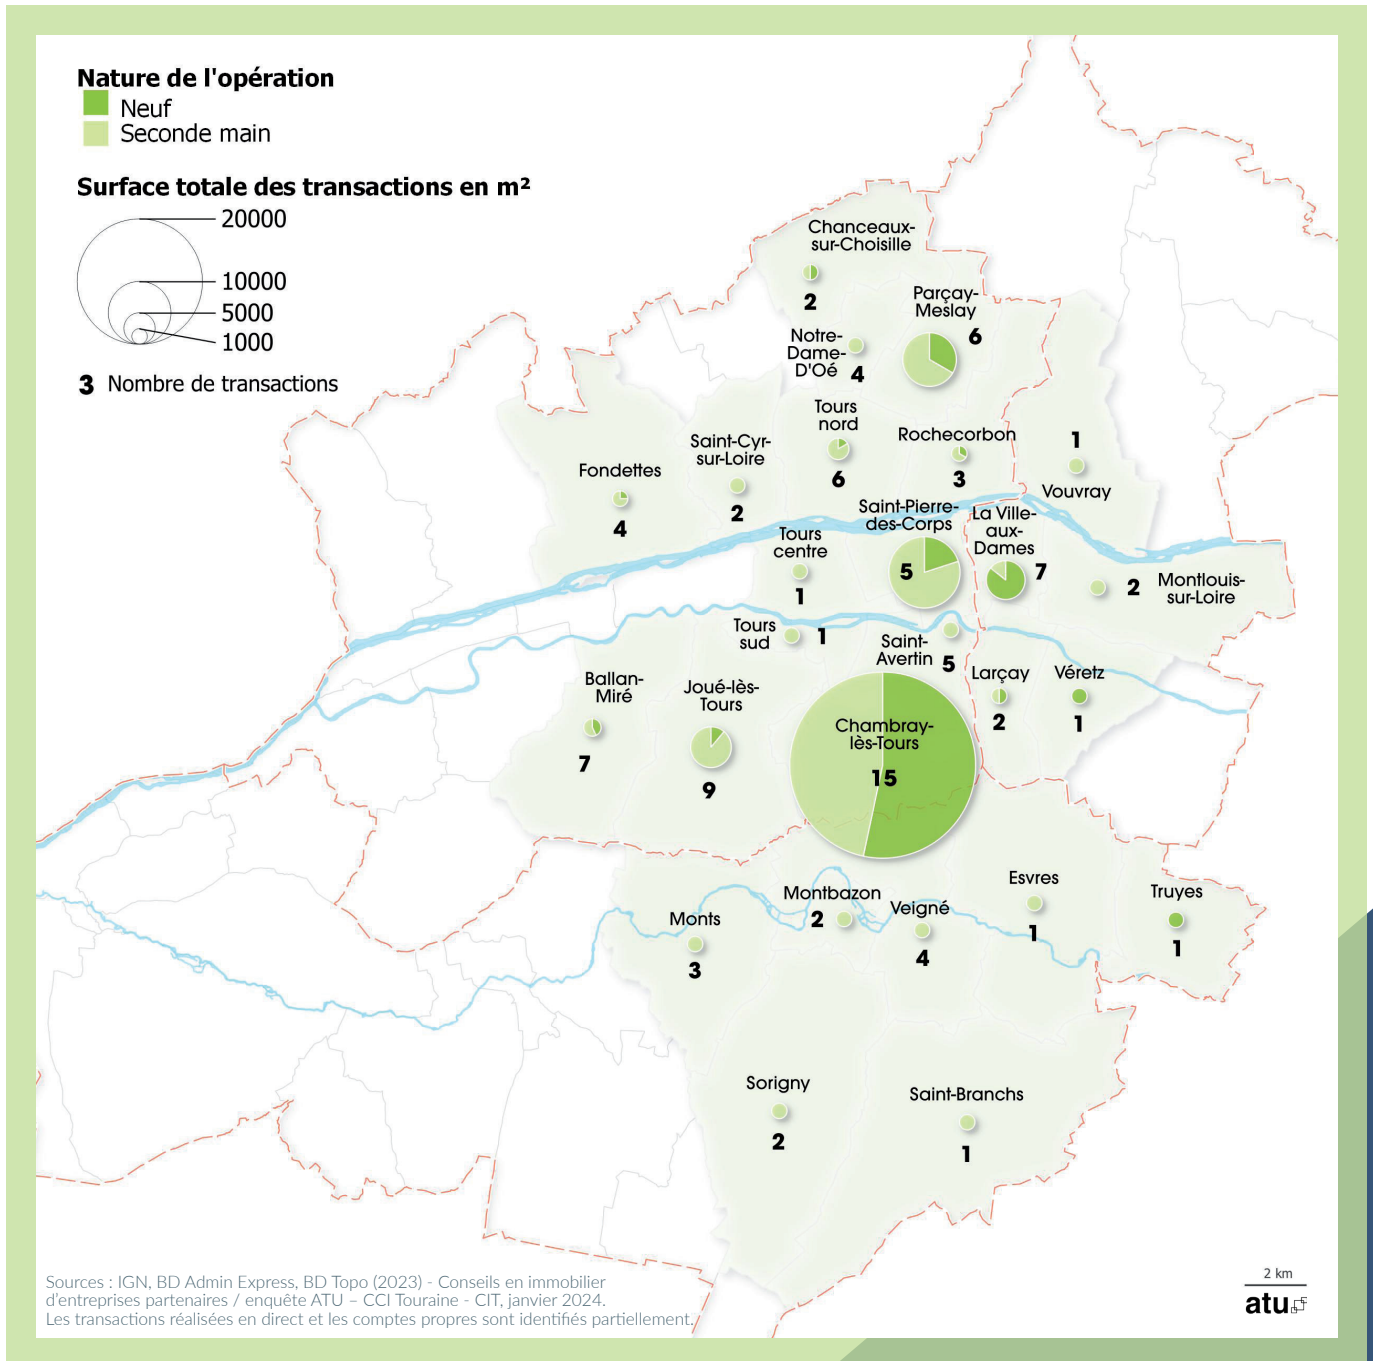 Nature de l'opération
Neuf
Seconde main
Surface totale des transactions en m²
20000
10000
5000
1000
3 Nombre de transactions
Chanceaux-
sur-Choisille
2
Parçay-
Meslay
6
Notre-
Dame-
D'Oé
4
Tours
nord
6
Rochecorbon
3
1
Vouvray
Saint-Cyr-
sur-Loire
2
Fondettes
4
Saint-Pierre-
des-Corps
5
La Ville-
aux-
Dames
7
Tours
centre
1
2
Montlouis-
sur-Loire
Tours
sud
1
Saint-
Avertin
5
Larçay
2
Véretz
1
Ballan-
Miré
7
Joué-lès-
Tours
9
Chambray-
lès-Tours
15
Montbazon
2
Veigné
4
Esvres
1
Truyes
1
Monts
3
Sorigny
2
Saint-Branchs
1
Sources : IGN, BD Admin Express, BD Topo (2023) - Conseils en immobilier
d'entreprises partenaires / enquête ATU – CCI Touraine - CIT, janvier 2024.
Les transactions réalisées en direct et les comptes propres sont identifiés partiellement.
2 km
atu